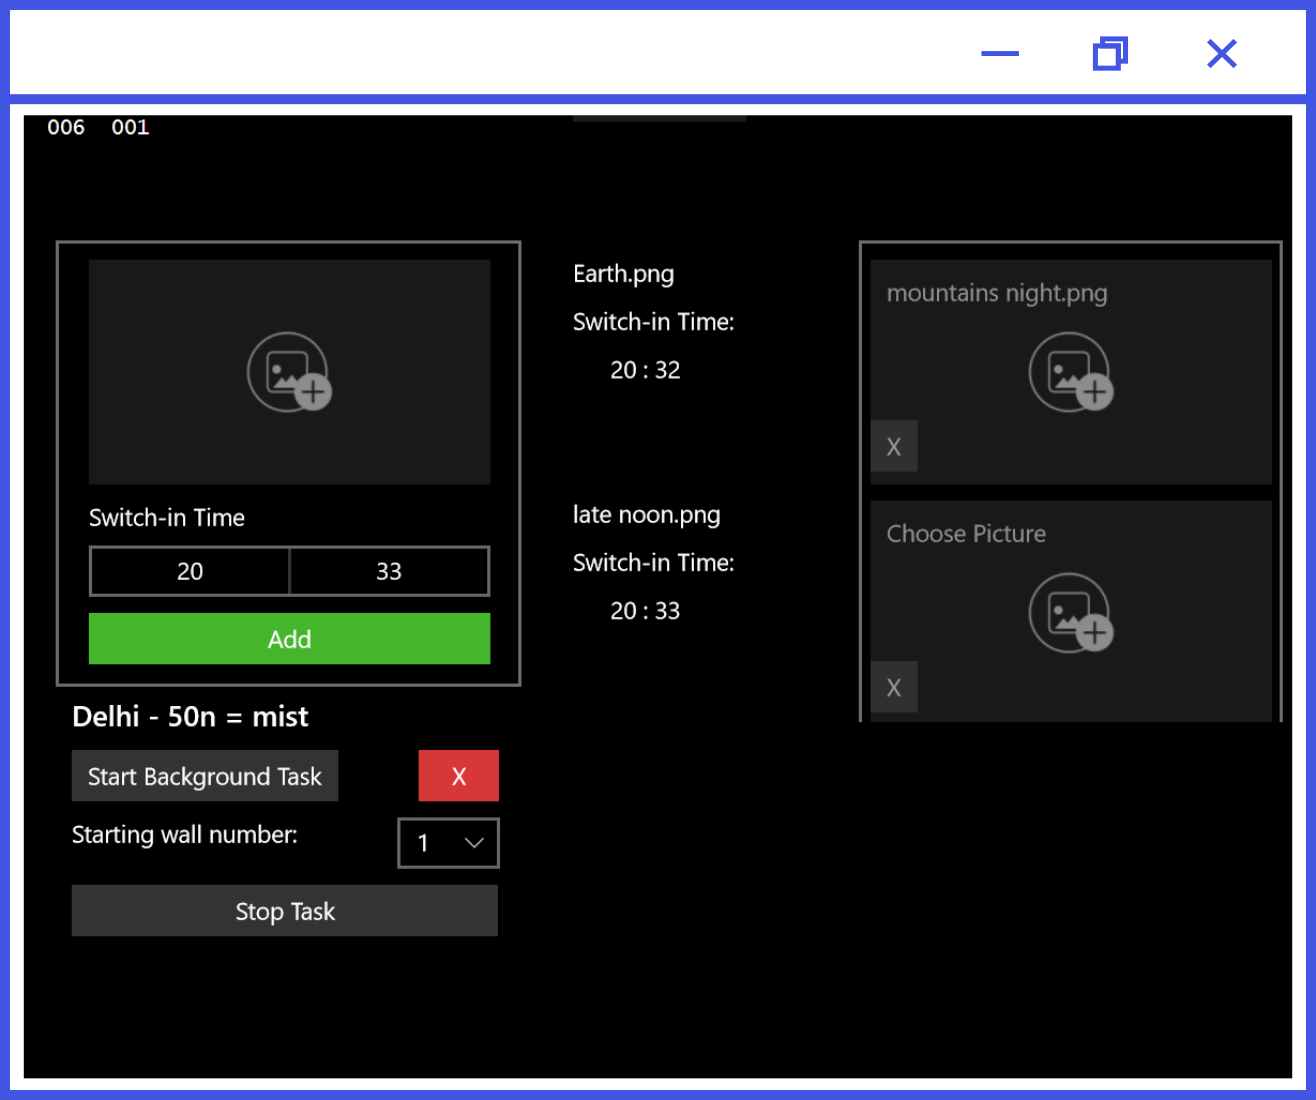 006 001
Switch-in Time
20 33
Add
Delhi - 50n = mist
Start Background Task X
Starting wall number: 1
Stop Task
Earth.png
Switch-in Time:
20 : 32
late noon.png
Switch-in Time:
20 : 33
mountains night.png
X
Choose Picture
X